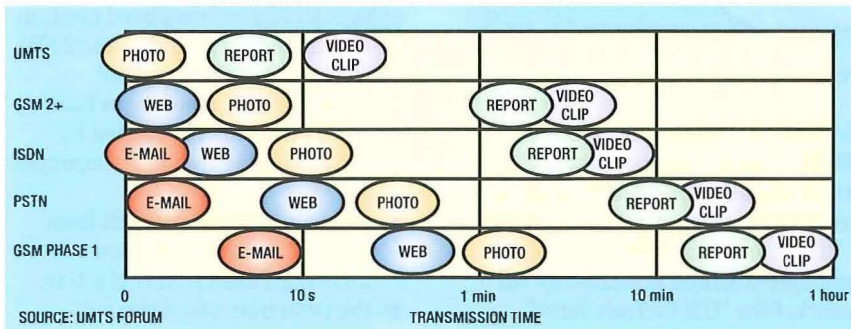 UMTS PHOTO REPORT VIDEO CLIP
GSM 2+ WEB PHOTO REPORT VIDEO CLIP
ISDN E-MAIL WEB PHOTO REPORT VIDEO CLIP
PSTN E-MAIL WEB PHOTO REPORT VIDEO CLIP
GSM PHASE 1 E-MAIL WEB PHOTO REPORT VIDEO CLIP
0 10 s 1 min 10 min 1 hour
SOURCE: UMTS FORUM TRANSMISSION TIME